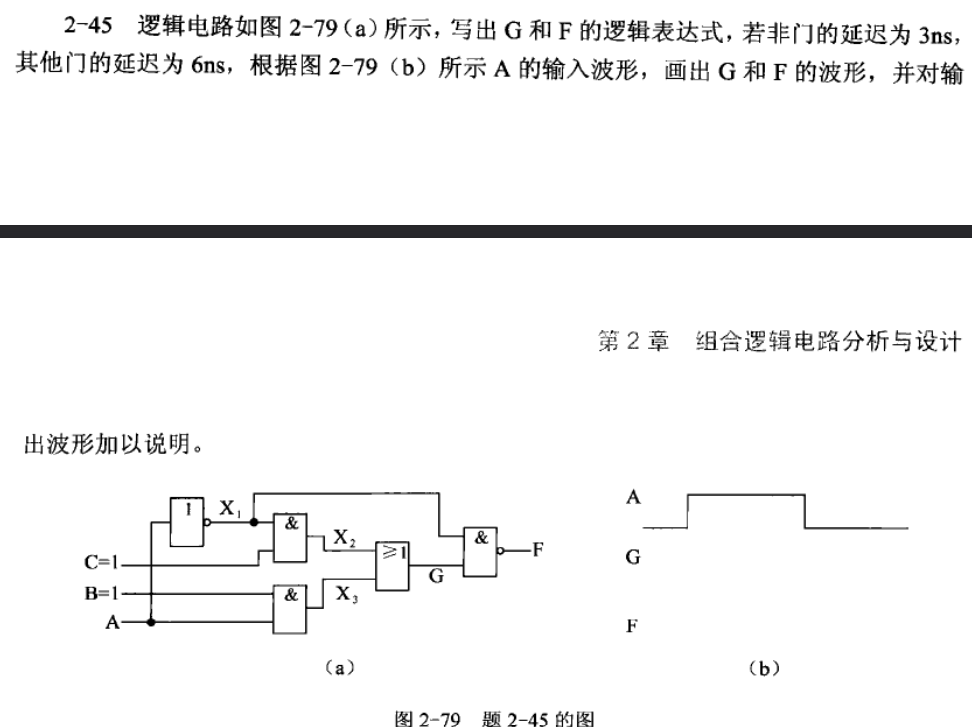 2-45 逻辑电路如图 2-79(a)所示,写出 G 和 F 的逻辑表达式,若非门的延迟为 3ns,
其他门的延迟为 6ns,根据图 2-79(b)所示 A 的输入波形,画出 G 和 F 的波形,并对输
第 2 章 组合逻辑电路分析与设计
出波形加以说明。
1 X₁
&
X₂
&
≥1
F
C=1
G
B=1
&
X₃
A
(a)
A
G
F
(b)
图 2-79 题 2-45 的图